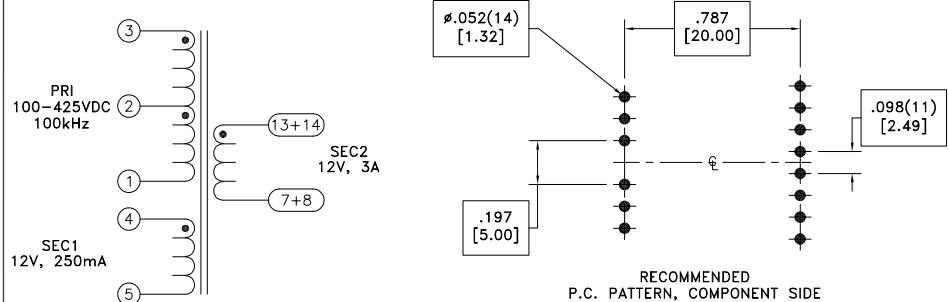 3
PRI
100-425VDC
100kHz
2
1
4
SEC1
12V, 250mA
5
13+14
SEC2
12V, 3A
7+8
ø.052(14)
[1.32]
.787
[20.00]
.098(11)
[2.49]
℄
.197
[5.00]
RECOMMENDED
P.C. PATTERN, COMPONENT SIDE